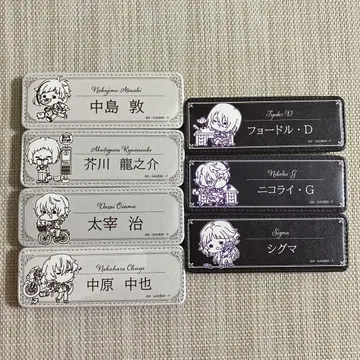 Nakajima Atsushi
中島 敦
Akutagawa Ryunosuke
芥川 龍之介
Dazai Osamu
太宰 治
Nakahara Chuya
中原 中也
Fyodor D
フョードル・D
Nikolai G
ニコライ・G
Sigma
シグマ